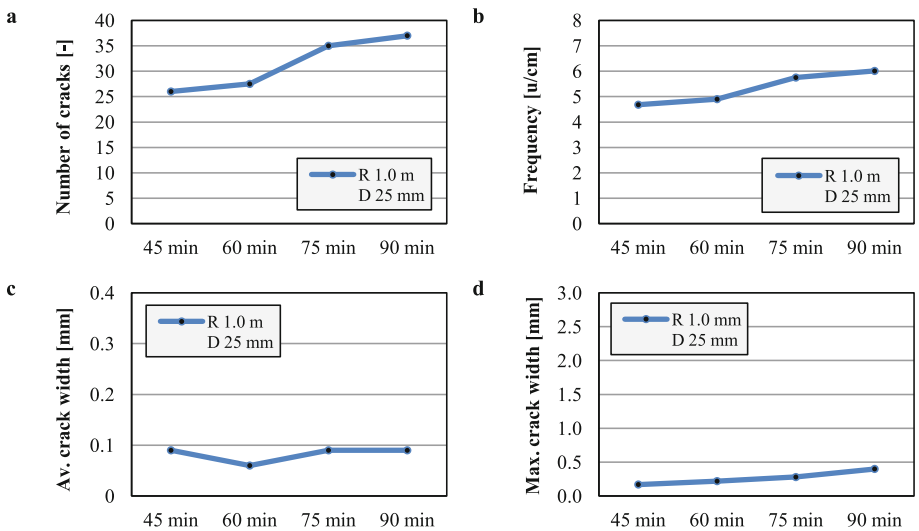 a
Number of cracks [-]
40
35
30
25
20
15
10
5
0
R 1.0 m
D 25 mm
45 min 60 min 75 min 90 min
b
Frequency [u/cm]
8
7
6
5
4
3
2
1
0
R 1.0 m
D 25 mm
45 min 60 min 75 min 90 min
c
Av. crack width [mm]
0.4
0.3
0.2
0.1
0
R 1.0 m
D 25 mm
45 min 60 min 75 min 90 min
d
Max. crack width [mm]
3.0
2.5
2.0
1.5
1.0
0.5
0.0
R 1.0 mm
D 25 mm
45 min 60 min 75 min 90 min